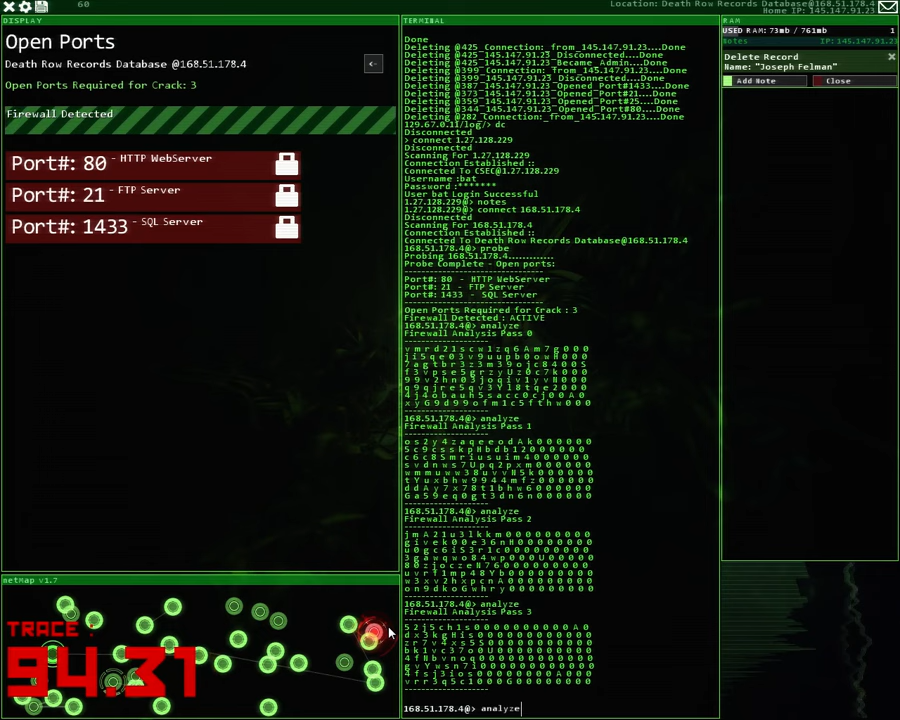 60
Location: Death Row Records Database@168.51.178.4
Home IP: 145.147.91.23
DISPLAY
Open Ports
Death Row Records Database @168.51.178.4
<-
Open Ports Required for Crack: 3
Firewall Detected
Port#: 80 - HTTP WebServer
Port#: 21 - FTP Server
Port#: 1433 - SQL Server
netMap v1.7
TRACE :
94.31
TERMINAL
Done
Deleting @425_Connection:_from_145.147.91.23....Done
Deleting @425_145.147.91.23_Disconnected....Done
Deleting @425_145.147.91.23_Became_Admin....Done
Deleting @399_Connection:_from_145.147.91.23....Done
Deleting @399_145.147.91.23_Disconnected....Done
Deleting @387_145.147.91.23_Opened_Port#1433....Done
Deleting @373_145.147.91.23_Opened_Port#21....Done
Deleting @359_145.147.91.23_Opened_Port#25....Done
Deleting @344_145.147.91.23_Opened_Port#80....Done
Deleting @282_Connection:_from_145.147.91.23....Done
129.67.0.11/log/> dc
Disconnected
> connect 1.27.128.229
Disconnected
Scanning For 1.27.128.229
Connection Established ::
Connected To CSEC@1.27.128.229
Username :bat
Password :*******
User bat Login Successful
1.27.128.229@> notes
1.27.128.229@> connect 168.51.178.4
Disconnected
Scanning For 168.51.178.4
Connection Established ::
Connected To Death Row Records Database@168.51.178.4
168.51.178.4@> probe
Probing 168.51.178.4.............
Probe Complete - Open ports:
---------------------------------
Port#: 80 - HTTP WebServer
Port#: 21 - FTP Server
Port#: 1433 - SQL Server
---------------------------------
Open Ports Required for Crack : 3
Firewall Detected : ACTIVE
168.51.178.4@> analyze
Firewall Analysis Pass 0
--------------------
168.51.178.4@> analyze
Firewall Analysis Pass 1
--------------------
168.51.178.4@> analyze
Firewall Analysis Pass 2
--------------------
168.51.178.4@> analyze
Firewall Analysis Pass 3
--------------------
168.51.178.4@> analyze
RAM
USED RAM: 73mb / 761mb 1
Notes IP:145.147.91.23
Delete Record
Name: "Joseph Felman"
Add Note
Close